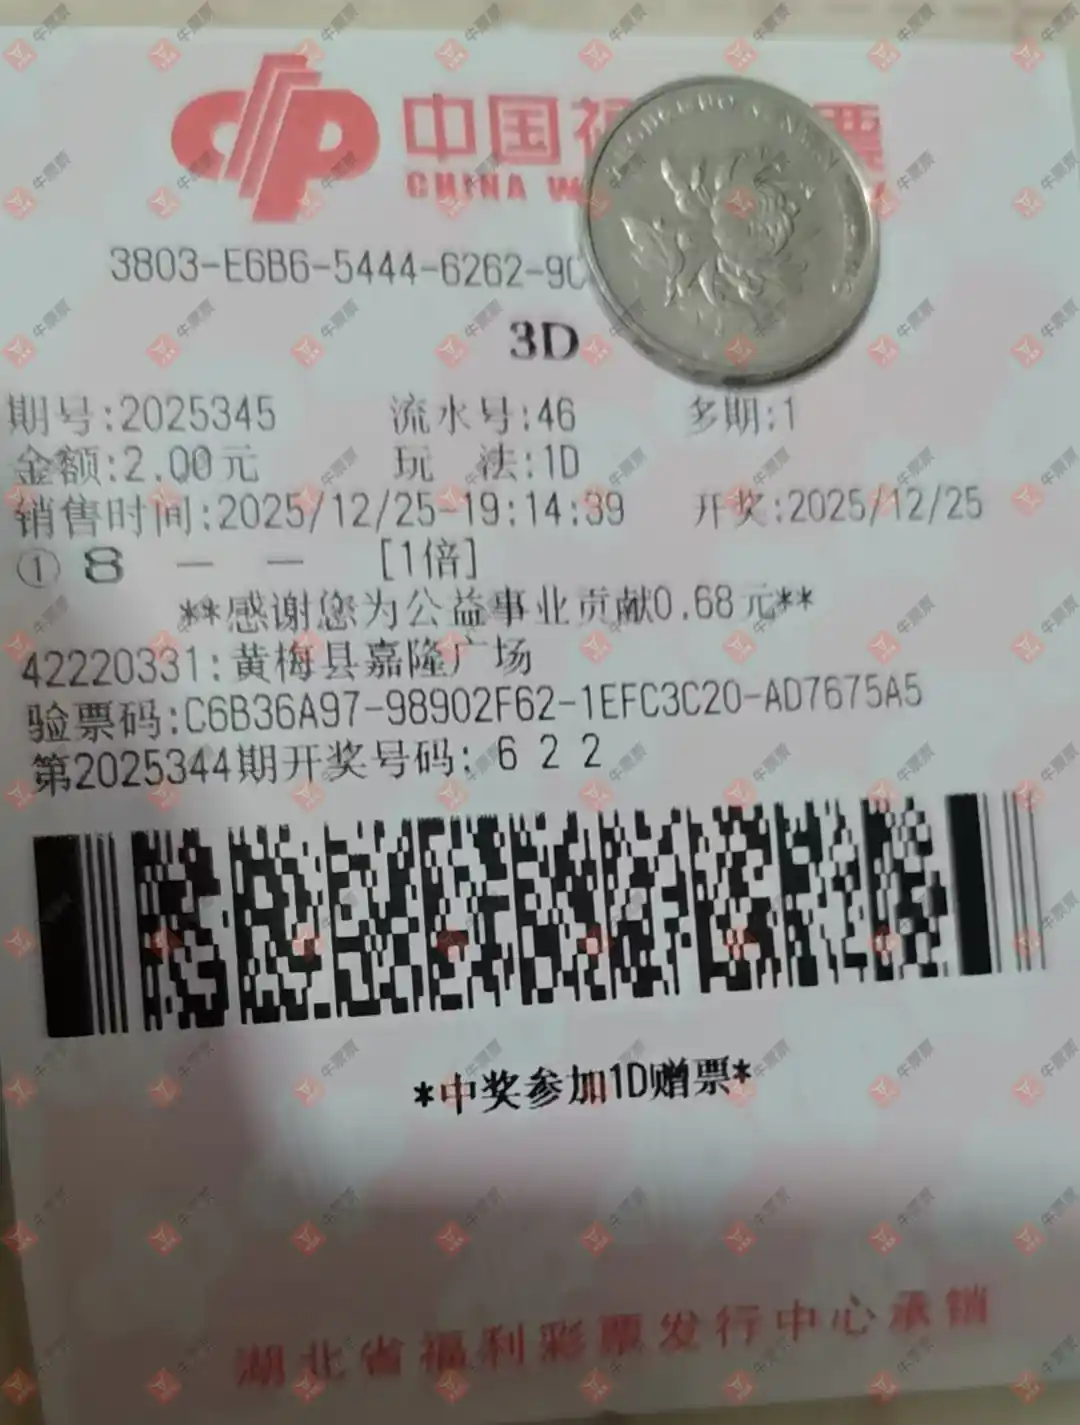 中国福 票
CHINA W
3803-E6B6-5444-6262-9C
3D
期号:2025345 流水号:46 多期:1
金额:2.00元 玩 法:1D
销售时间:2025/12/25-19:14:39 开奖:2025/12/25
① 8 — — [1倍]
**感谢您为公益事业贡献0.68元**
42220331:黄梅县嘉隆广场
验票码:C6B36A97-98902F62-1EFC3C20-AD7675A5
第2025344期开奖号码: 6 2 2
*中奖参加1D赠票*
湖北省福利彩票发行中心承销
牛票票